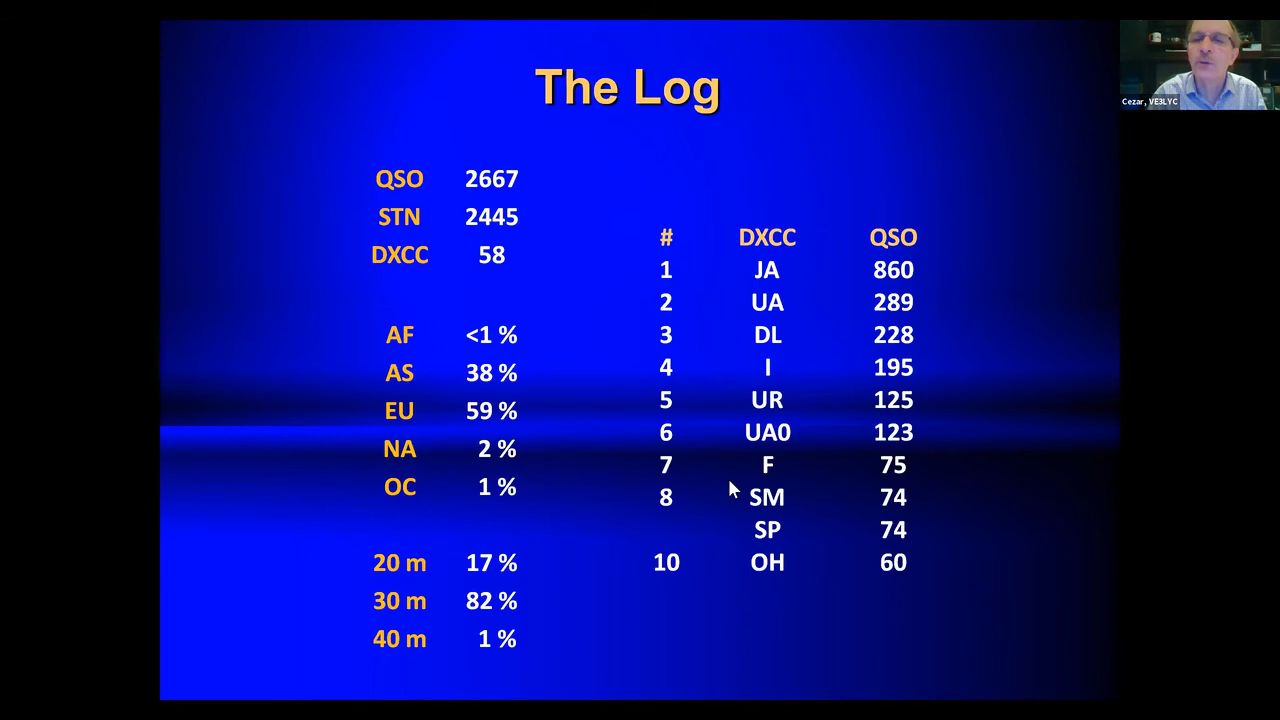 The Log
QSO 2667
STN 2445
DXCC 58
AF <1 %
AS 38 %
EU 59 %
NA 2 %
OC 1 %
20 m 17 %
30 m 82 %
40 m 1 %
# DXCC QSO
1 JA 860
2 UA 289
3 DL 228
4 I 195
5 UR 125
6 UA0 123
7 F 75
8 SM 74
SP 74
10 OH 60
Cezar, VE3LYC